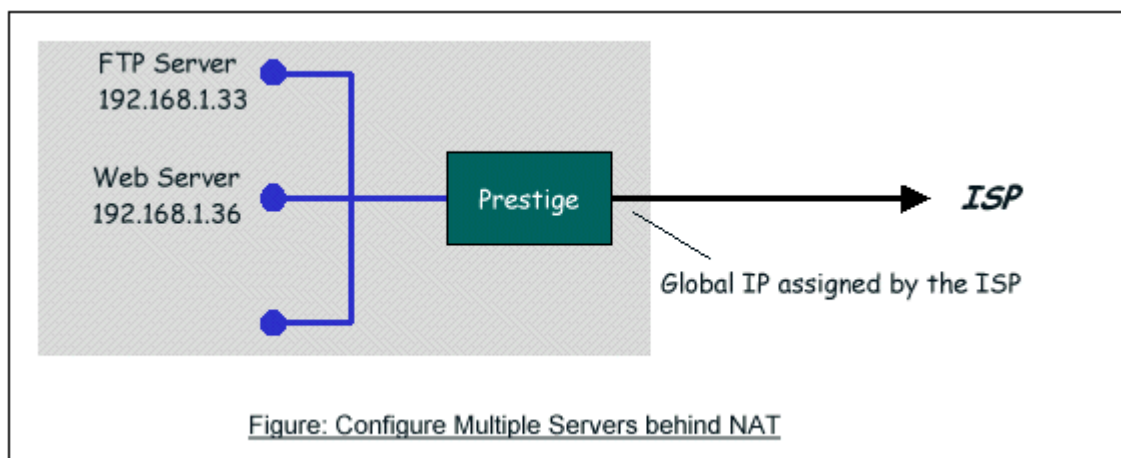 FTP Server
192.168.1.33
Web Server
192.168.1.36
Prestige
ISP
Global IP assigned by the ISP
Figure: Configure Multiple Servers behind NAT